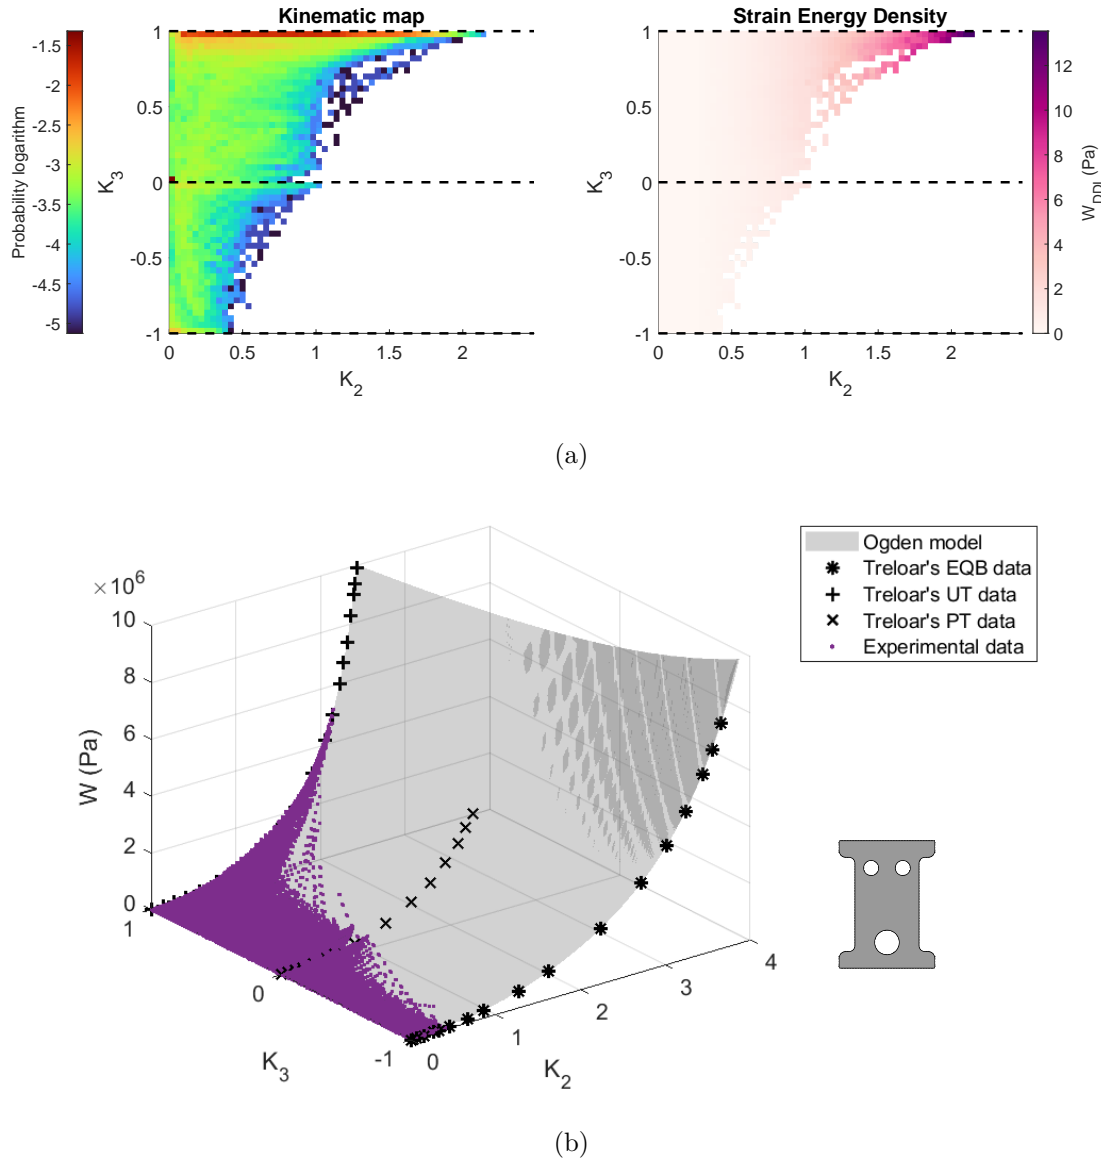 Kinematic map
Probability logarithm
-1.5
-2
-2.5
-3
-3.5
-4
-4.5
-5
K3
1
0.5
0
-0.5
-1
0
0.5
1
1.5
2
K2
Strain Energy Density
K3
1
0.5
0
-0.5
-1
0
0.5
1
1.5
2
K2
12
10
8
6
4
2
0
W_DDI (Pa)
(a)
×10^6
W (Pa)
10
8
6
4
2
0
1
0
-1
K3
0
1
2
3
4
K2
Ogden model
Treloar's EQB data
Treloar's UT data
Treloar's PT data
Experimental data
(b)